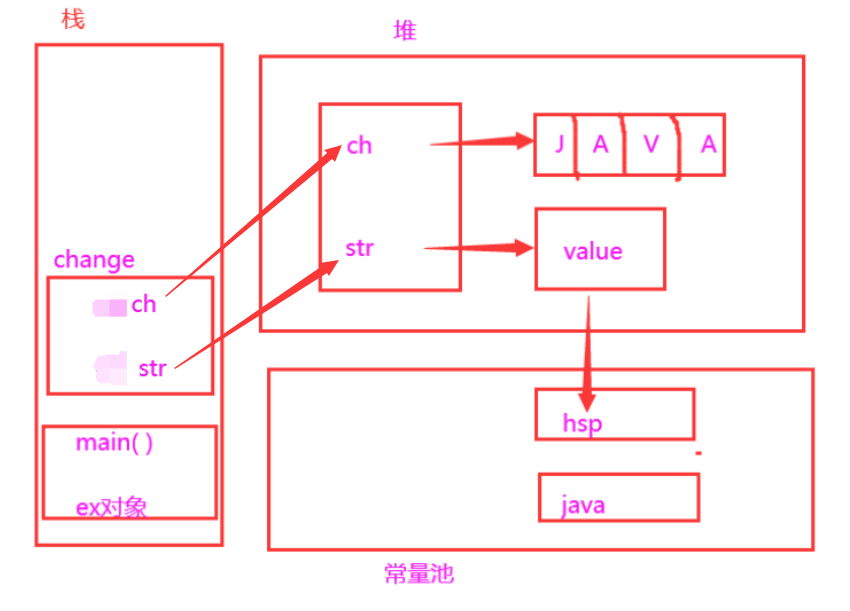 栈
堆
ch
J A V A
str
value
change
ch
str
main( )
ex对象
hsp
java
常量池